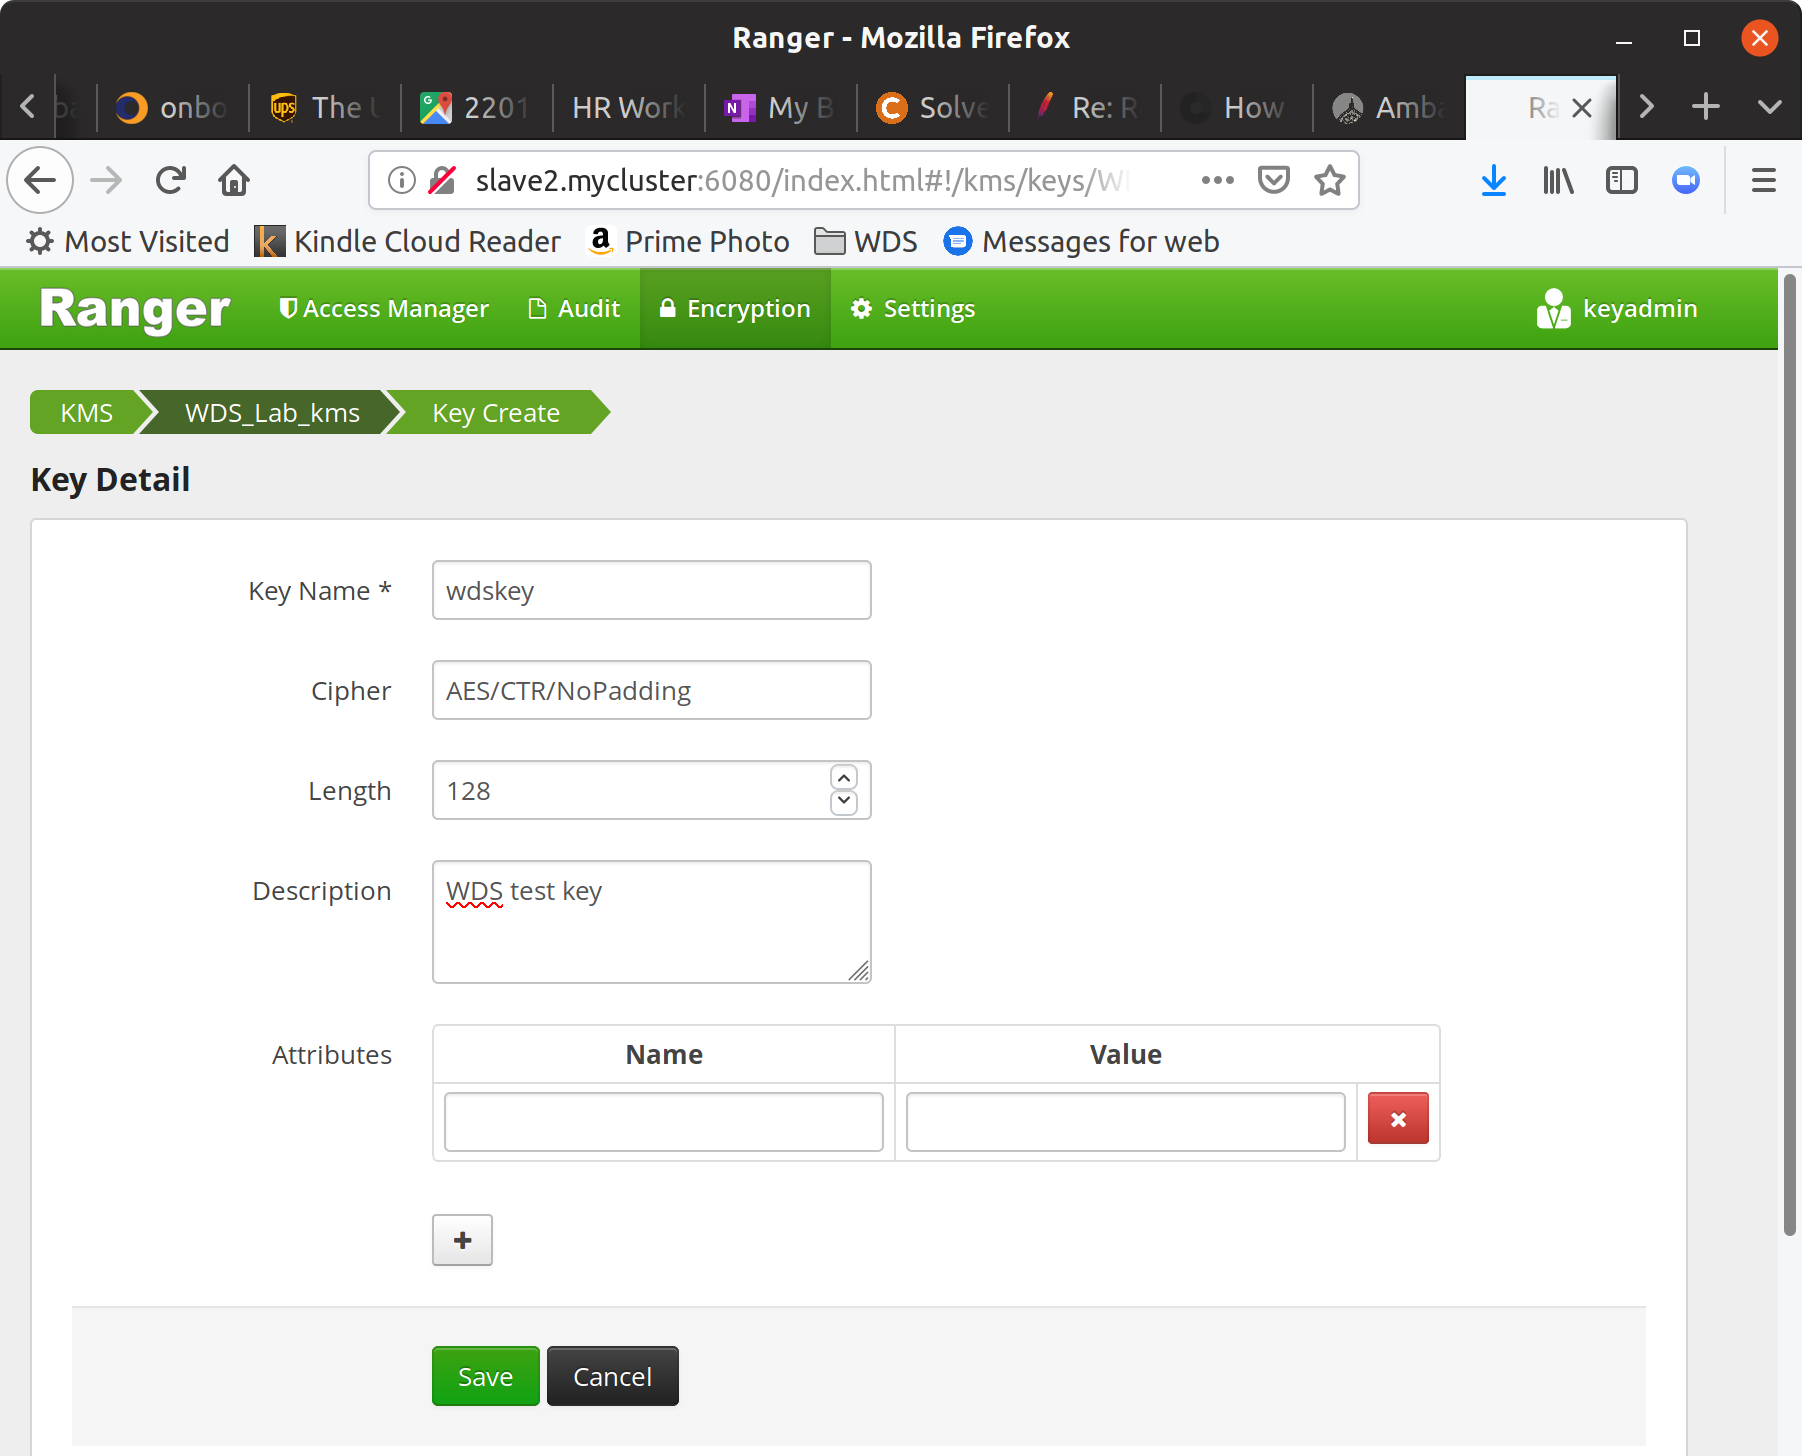 Ranger - Mozilla Firefox
onbo
The U
2201
HR Work
My B
Solve
Re: R
How
Amba
Ra
slave2.mycluster:6080/index.html#!/kms/keys/W
Most Visited
Kindle Cloud Reader
Prime Photo
WDS
Messages for web
Ranger
Access Manager
Audit
Encryption
Settings
keyadmin
KMS
WDS_Lab_kms
Key Create
Key Detail
Key Name *
wdskey
Cipher
AES/CTR/NoPadding
Length
128
Description
WDS test key
Attributes
Name
Value
Save
Cancel